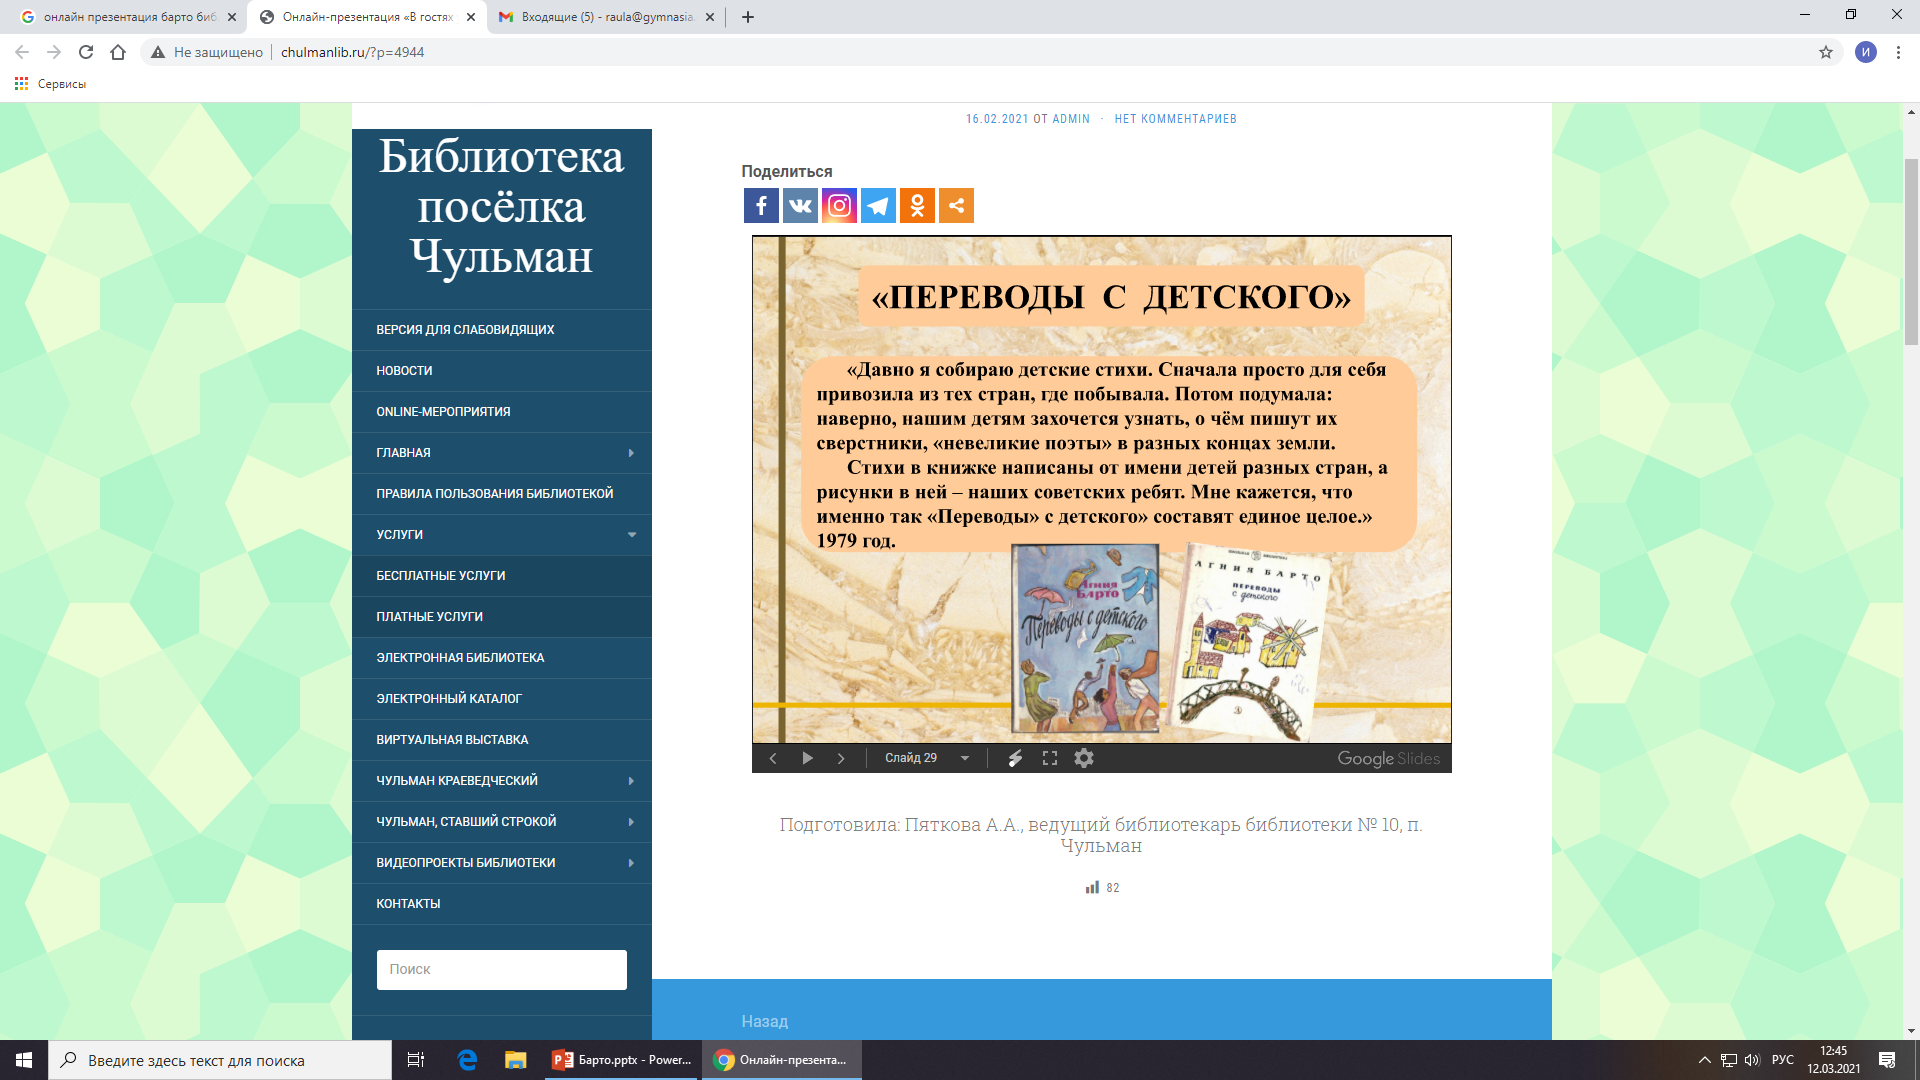 онлайн презентация барто биб
Онлайн-презентация «В гостях
Входящие (5) - raula@gymnasia.
Не защищено
chulmanlib.ru/?p=4944
И
Сервисы
16.02.2021 ОТ ADMIN · НЕТ КОММЕНТАРИЕВ
Библиотека
посёлка
Чульман
ВЕРСИЯ ДЛЯ СЛАБОВИДЯЩИХ
НОВОСТИ
ONLINE-МЕРОПРИЯТИЯ
ГЛАВНАЯ
ПРАВИЛА ПОЛЬЗОВАНИЯ БИБЛИОТЕКОЙ
УСЛУГИ
БЕСПЛАТНЫЕ УСЛУГИ
ПЛАТНЫЕ УСЛУГИ
ЭЛЕКТРОННАЯ БИБЛИОТЕКА
ЭЛЕКТРОННЫЙ КАТАЛОГ
ВИРТУАЛЬНАЯ ВЫСТАВКА
ЧУЛЬМАН КРАЕВЕДЧЕСКИЙ
ЧУЛЬМАН, СТАВШИЙ СТРОКОЙ
ВИДЕОПРОЕКТЫ БИБЛИОТЕКИ
КОНТАКТЫ
Поиск
Поделиться
«ПЕРЕВОДЫ С ДЕТСКОГО»
«Давно я собираю детские стихи. Сначала просто для себя
привозила из тех стран, где побывала. Потом подумала:
наверно, нашим детям захочется узнать, о чём пишут их
сверстники, «невеликие поэты» в разных концах земли.
Стихи в книжке написаны от имени детей разных стран, а
рисунки в ней – наших советских ребят. Мне кажется, что
именно так «Переводы» с детского» составят единое целое.»
1979 год.
Агния
Барто
Переводы с детского
АГНИЯ БАРТО
ПЕРЕВОДЫ
с детского
Слайд 29
Google Slides
Подготовила: Пяткова А.А., ведущий библиотекарь библиотеки № 10, п.
Чульман
82
Назад
Введите здесь текст для поиска
Барто.pptx - Power...
Онлайн-презента...
РУС
12:45
12.03.2021